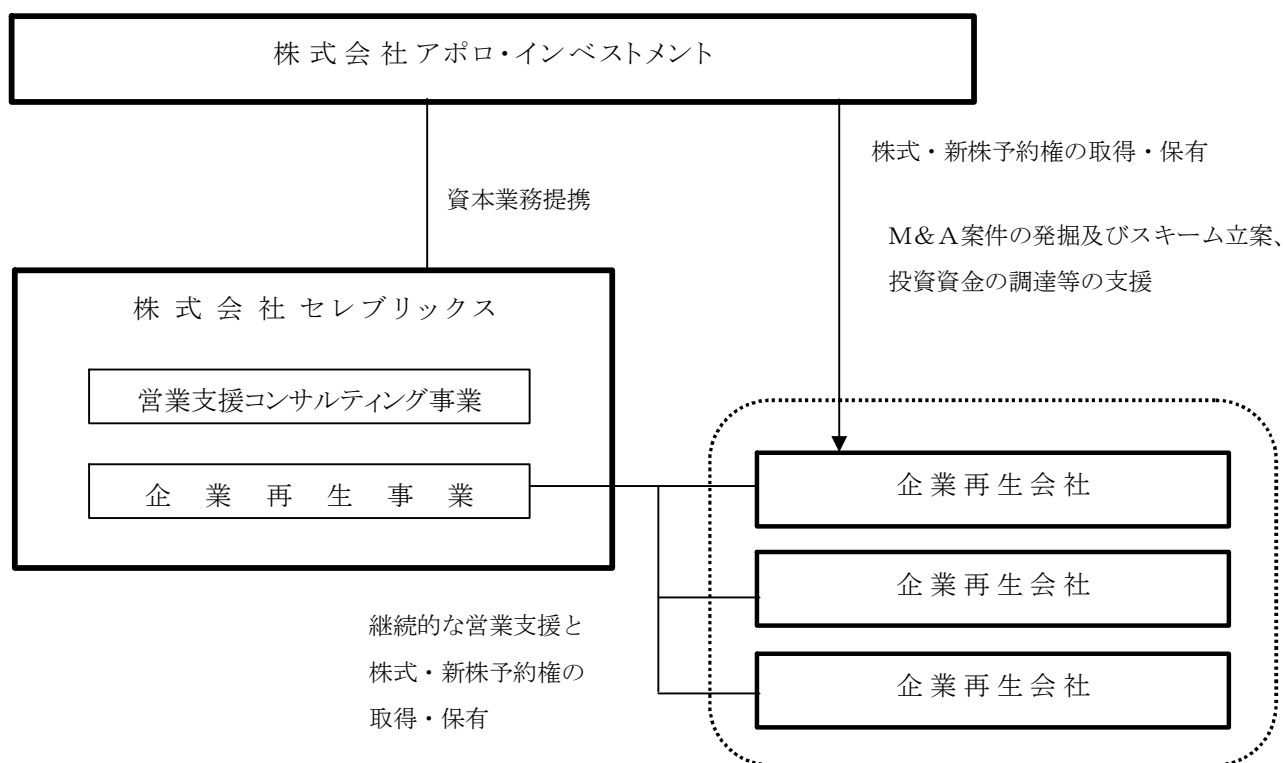 株式会社アポロ・インベストメント
株式・新株予約権の取得・保有
資本業務提携
M&A案件の発掘及びスキーム立案、
投資資金の調達等の支援
株式会社セレブリックス
営業支援コンサルティング事業
企業再生事業
企業再生会社
企業再生会社
企業再生会社
継続的な営業支援と
株式・新株予約権の
取得・保有